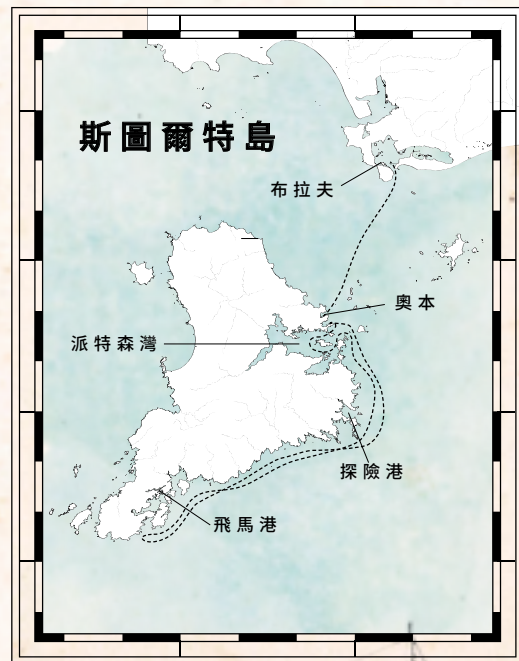 斯圖爾特島
布拉夫
奧本
派特森灣
探險港
飛馬港